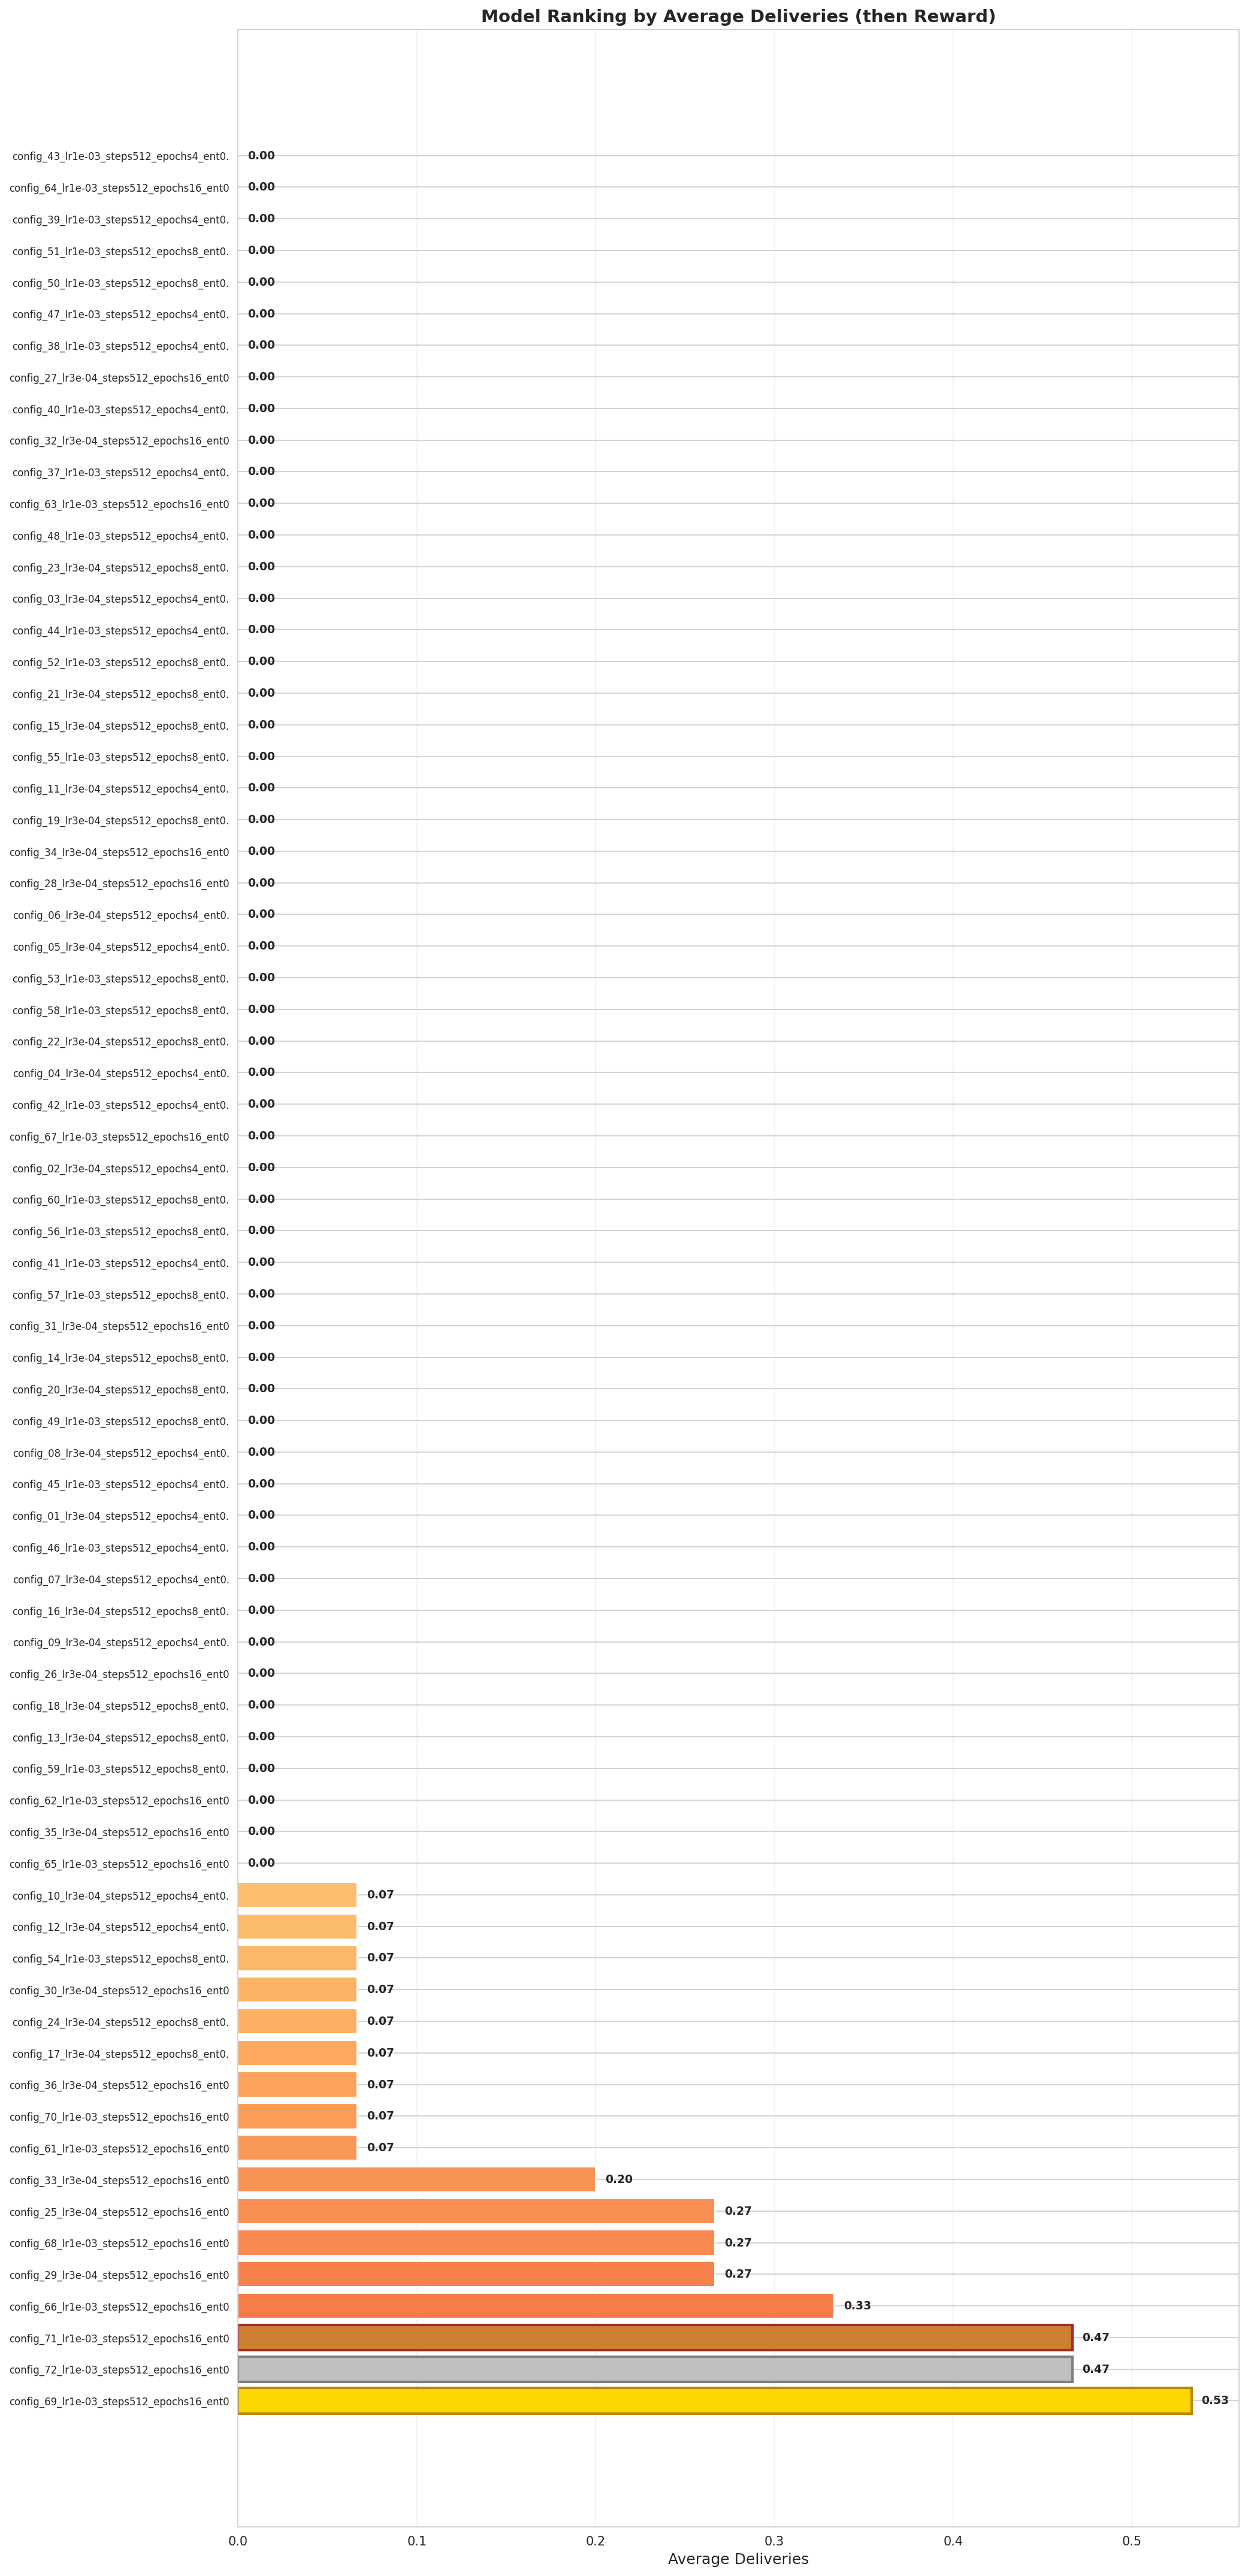 Model Ranking by Average Deliveries (then Reward)
config_43_lr1e-03_steps512_epochs4_ent0. 0.00
config_64_lr1e-03_steps512_epochs16_ent0 0.00
config_39_lr1e-03_steps512_epochs4_ent0. 0.00
config_51_lr1e-03_steps512_epochs8_ent0. 0.00
config_50_lr1e-03_steps512_epochs8_ent0. 0.00
config_47_lr1e-03_steps512_epochs4_ent0. 0.00
config_38_lr1e-03_steps512_epochs4_ent0. 0.00
config_27_lr3e-04_steps512_epochs16_ent0 0.00
config_40_lr1e-03_steps512_epochs4_ent0. 0.00
config_32_lr3e-04_steps512_epochs16_ent0 0.00
config_37_lr1e-03_steps512_epochs4_ent0. 0.00
config_63_lr1e-03_steps512_epochs16_ent0 0.00
config_48_lr1e-03_steps512_epochs4_ent0. 0.00
config_23_lr3e-04_steps512_epochs8_ent0. 0.00
config_03_lr3e-04_steps512_epochs4_ent0. 0.00
config_44_lr1e-03_steps512_epochs4_ent0. 0.00
config_52_lr1e-03_steps512_epochs8_ent0. 0.00
config_21_lr3e-04_steps512_epochs8_ent0. 0.00
config_15_lr3e-04_steps512_epochs8_ent0. 0.00
config_55_lr1e-03_steps512_epochs8_ent0. 0.00
config_11_lr3e-04_steps512_epochs4_ent0. 0.00
config_19_lr3e-04_steps512_epochs8_ent0. 0.00
config_34_lr3e-04_steps512_epochs16_ent0 0.00
config_28_lr3e-04_steps512_epochs16_ent0 0.00
config_06_lr3e-04_steps512_epochs4_ent0. 0.00
config_05_lr3e-04_steps512_epochs4_ent0. 0.00
config_53_lr1e-03_steps512_epochs8_ent0. 0.00
config_58_lr1e-03_steps512_epochs8_ent0. 0.00
config_22_lr3e-04_steps512_epochs8_ent0. 0.00
config_04_lr3e-04_steps512_epochs4_ent0. 0.00
config_42_lr1e-03_steps512_epochs4_ent0. 0.00
config_67_lr1e-03_steps512_epochs16_ent0 0.00
config_02_lr3e-04_steps512_epochs4_ent0. 0.00
config_60_lr1e-03_steps512_epochs8_ent0. 0.00
config_56_lr1e-03_steps512_epochs8_ent0. 0.00
config_41_lr1e-03_steps512_epochs4_ent0. 0.00
config_57_lr1e-03_steps512_epochs8_ent0. 0.00
config_31_lr3e-04_steps512_epochs16_ent0 0.00
config_14_lr3e-04_steps512_epochs8_ent0. 0.00
config_20_lr3e-04_steps512_epochs8_ent0. 0.00
config_49_lr1e-03_steps512_epochs8_ent0. 0.00
config_08_lr3e-04_steps512_epochs4_ent0. 0.00
config_45_lr1e-03_steps512_epochs4_ent0. 0.00
config_01_lr3e-04_steps512_epochs4_ent0. 0.00
config_46_lr1e-03_steps512_epochs4_ent0. 0.00
config_07_lr3e-04_steps512_epochs4_ent0. 0.00
config_16_lr3e-04_steps512_epochs8_ent0. 0.00
config_09_lr3e-04_steps512_epochs4_ent0. 0.00
config_26_lr3e-04_steps512_epochs16_ent0 0.00
config_18_lr3e-04_steps512_epochs8_ent0. 0.00
config_13_lr3e-04_steps512_epochs8_ent0. 0.00
config_59_lr1e-03_steps512_epochs8_ent0. 0.00
config_62_lr1e-03_steps512_epochs16_ent0 0.00
config_35_lr3e-04_steps512_epochs16_ent0 0.00
config_65_lr1e-03_steps512_epochs16_ent0 0.00
config_10_lr3e-04_steps512_epochs4_ent0. 0.07
config_12_lr3e-04_steps512_epochs4_ent0. 0.07
config_54_lr1e-03_steps512_epochs8_ent0. 0.07
config_30_lr3e-04_steps512_epochs16_ent0 0.07
config_24_lr3e-04_steps512_epochs8_ent0. 0.07
config_17_lr3e-04_steps512_epochs8_ent0. 0.07
config_36_lr3e-04_steps512_epochs16_ent0 0.07
config_70_lr1e-03_steps512_epochs16_ent0 0.07
config_61_lr1e-03_steps512_epochs16_ent0 0.07
config_33_lr3e-04_steps512_epochs16_ent0 0.20
config_25_lr3e-04_steps512_epochs16_ent0 0.27
config_68_lr1e-03_steps512_epochs16_ent0 0.27
config_29_lr3e-04_steps512_epochs16_ent0 0.27
config_66_lr1e-03_steps512_epochs16_ent0 0.33
config_71_lr1e-03_steps512_epochs16_ent0 0.47
config_72_lr1e-03_steps512_epochs16_ent0 0.47
config_69_lr1e-03_steps512_epochs16_ent0 0.53
0.0 0.1 0.2 0.3 0.4 0.5
Average Deliveries